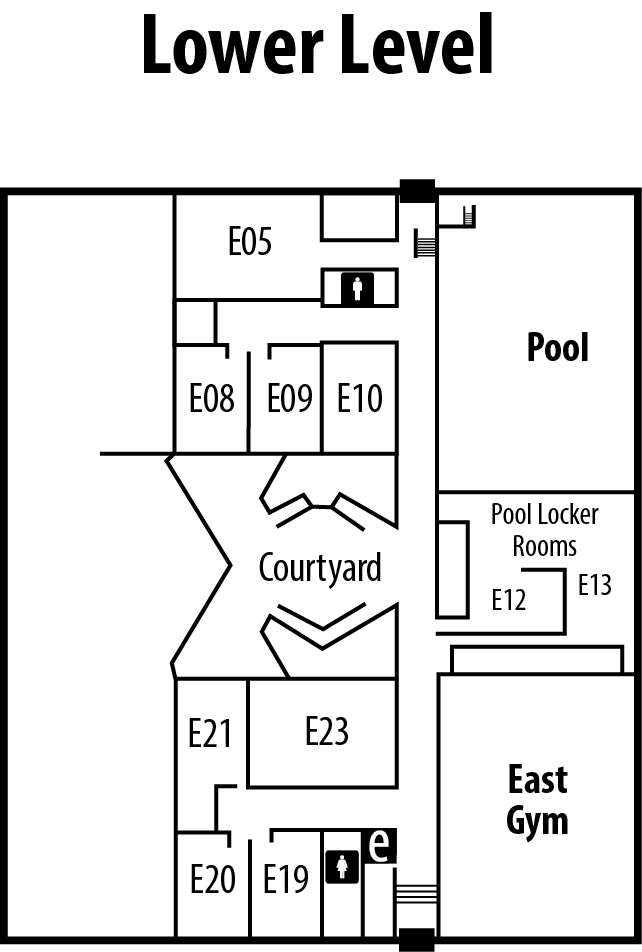 Lower Level
E05
Pool
E08
E09
E10
Pool Locker
Rooms
Courtyard
E12
E13
E21
E23
East
Gym
e
E20
E19